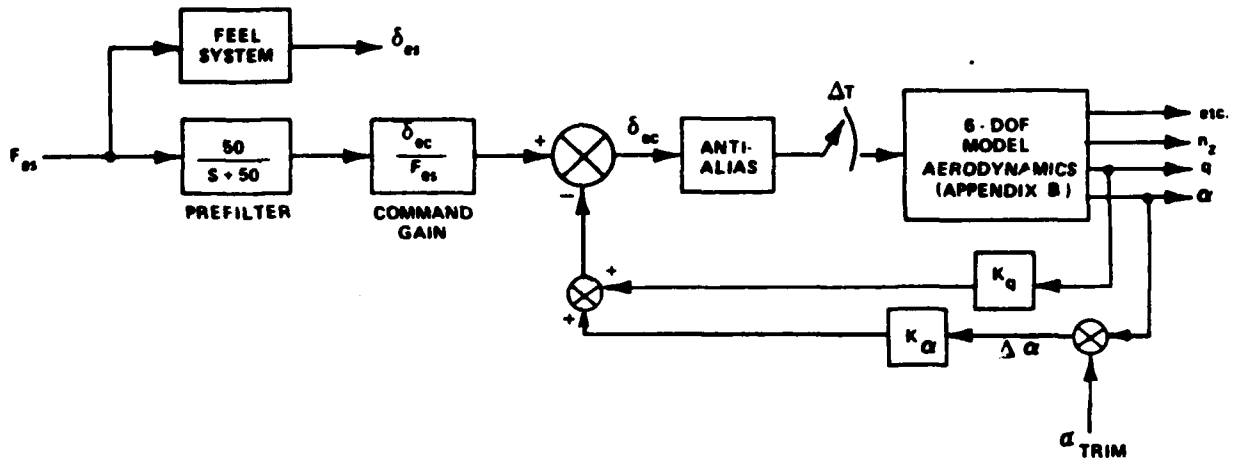 FEEL
SYSTEM
δes
Fes
50
S + 50
PREFILTER
δec
Fes
COMMAND
GAIN
+
−
δec
ANTI-
ALIAS
ΔT
6 - DOF
MODEL
AERODYNAMICS
(APPENDIX B)
etc.
nz
q
α
Kq
+
+
Kα
Δ α
αTRIM